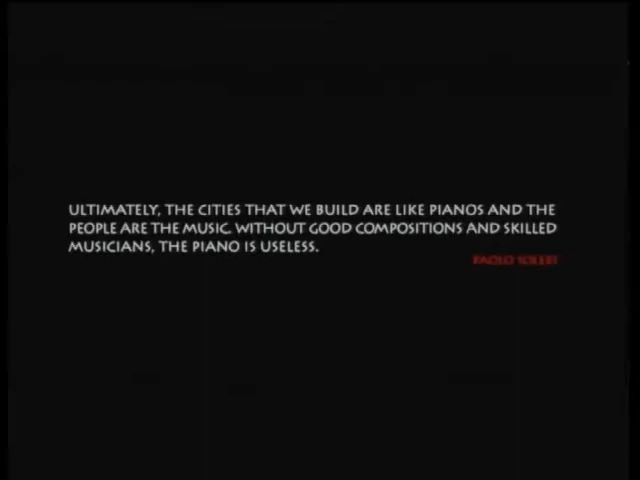 ULTIMATELY, THE CITIES THAT WE BUILD ARE LIKE PIANOS AND THE
PEOPLE ARE THE MUSIC. WITHOUT GOOD COMPOSITIONS AND SKILLED
MUSICIANS, THE PIANO IS USELESS.
PAOLO SOLERI